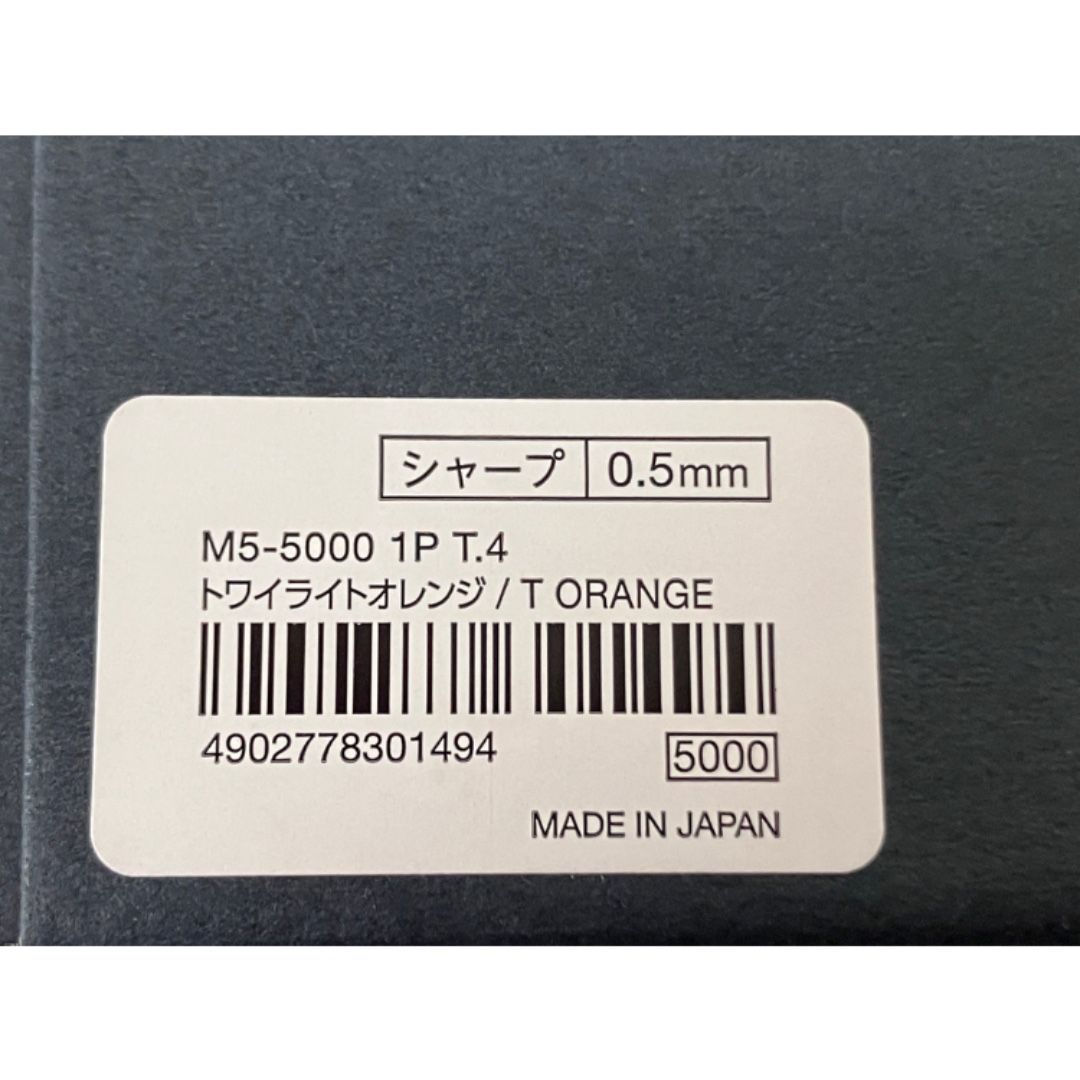 シャープ 0.5mm
M5-5000 1P T.4
トワイライトオレンジ / T ORANGE
4902778301494 5000
MADE IN JAPAN